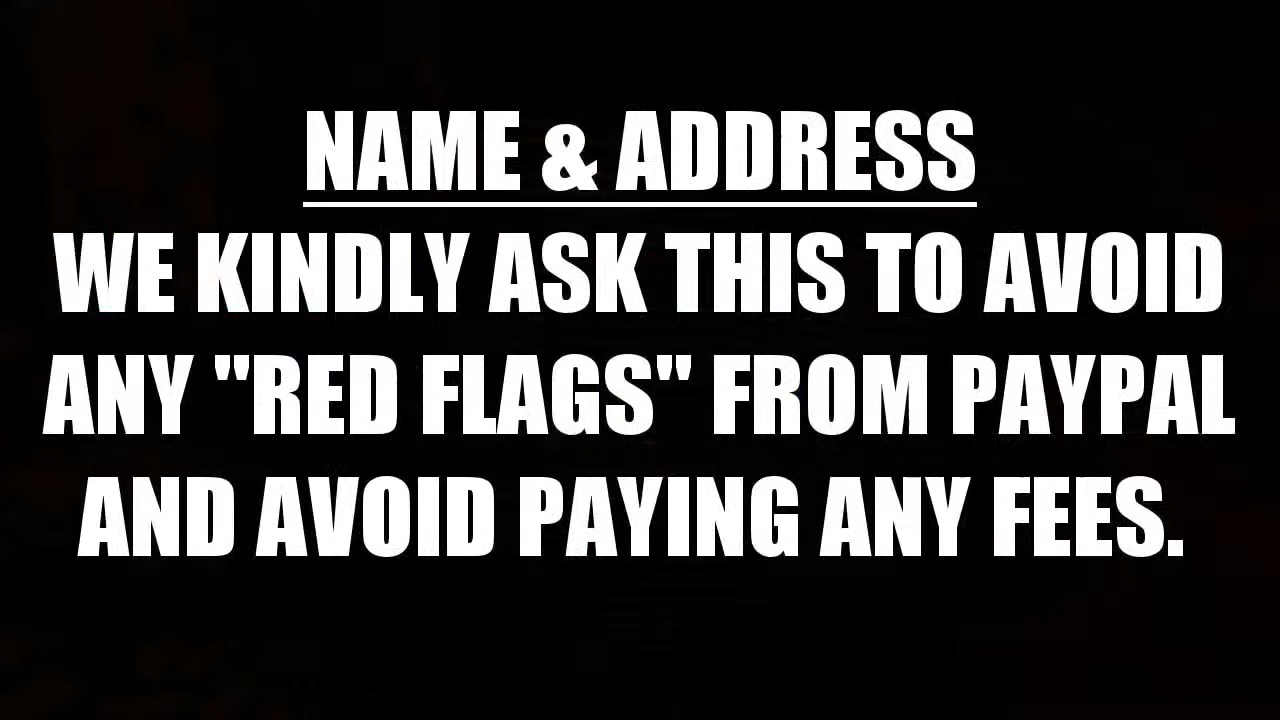 NAME & ADDRESS
WE KINDLY ASK THIS TO AVOID
ANY "RED FLAGS" FROM PAYPAL
AND AVOID PAYING ANY FEES.